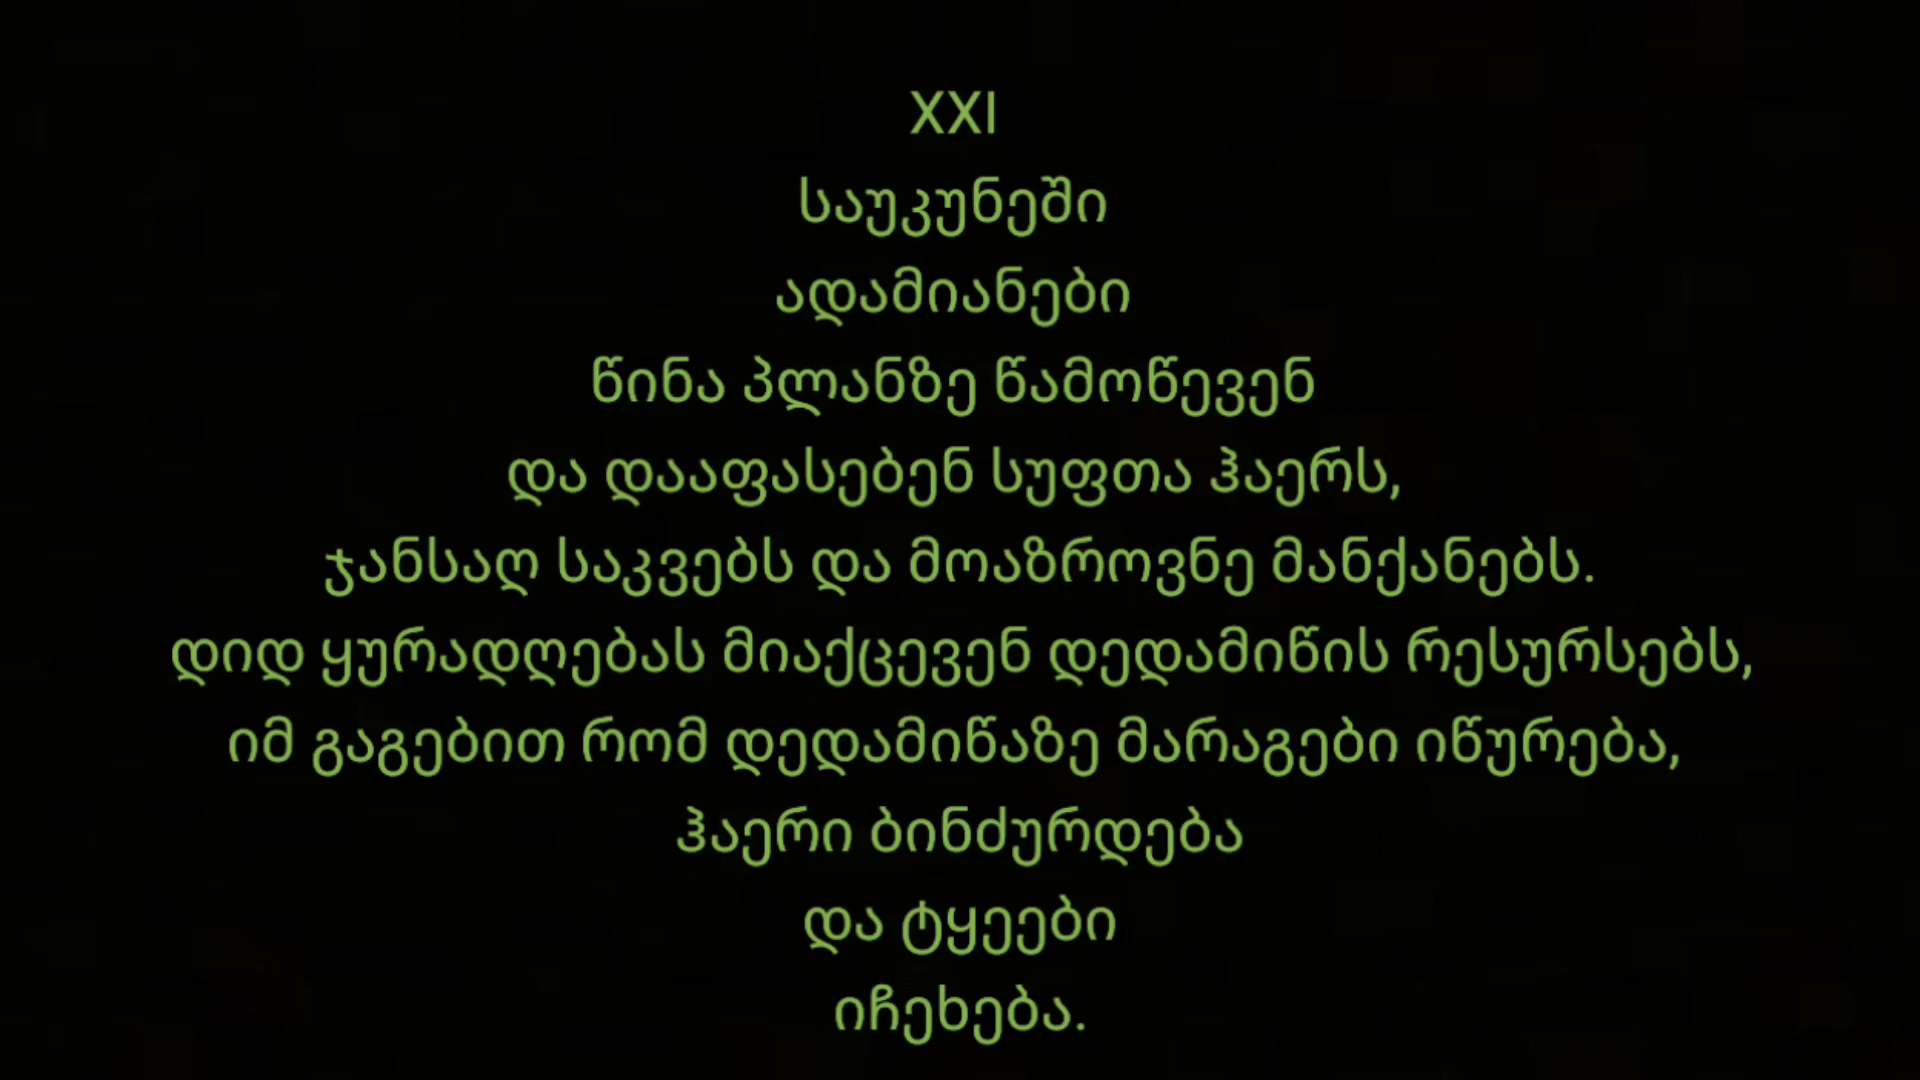 XXI
საუკუნეში
ადამიანები
წინა პლანზე წამოწევენ
და დააფასებენ სუფთა ჰაერს,
ჯანსაღ საკვებს და მოაზროვნე მანქანებს.
დიდ ყურადღებას მიაქცევენ დედამიწის რესურსებს,
იმ გაგებით რომ დედამიწაზე მარაგები იწურება,
ჰაერი ბინძურდება
და ტყეები
იჩეხება.